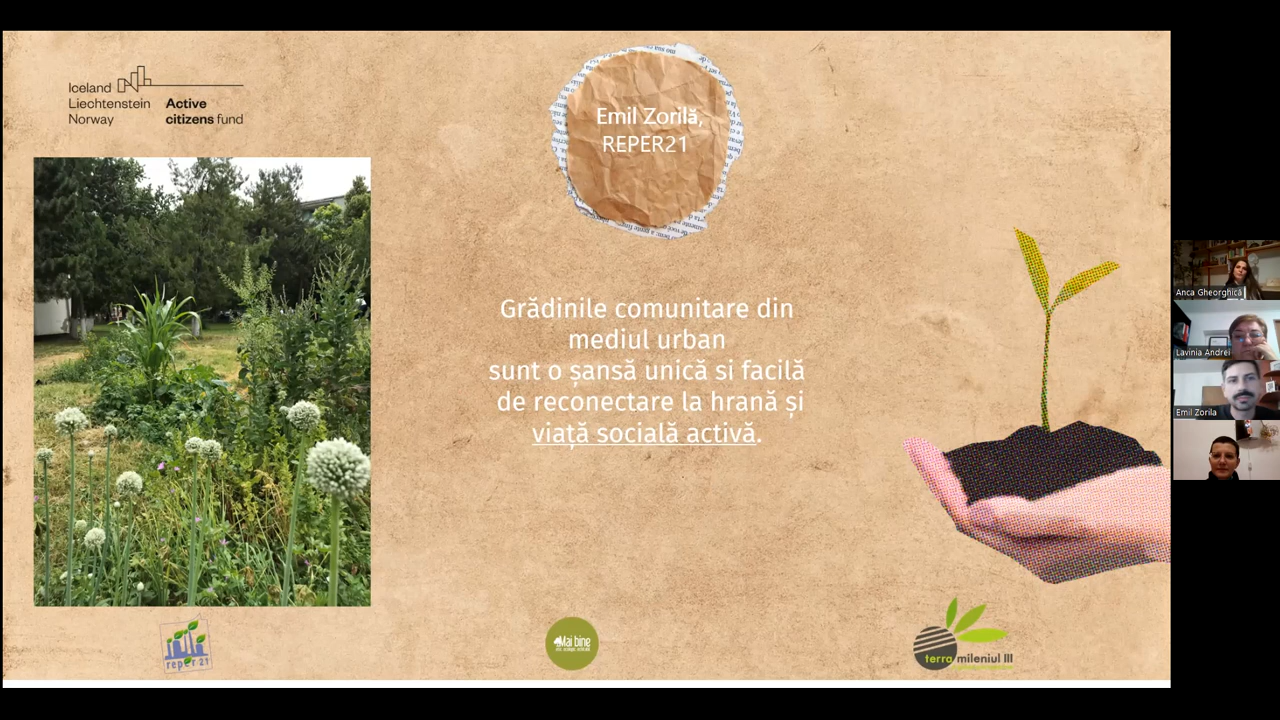 Iceland
Liechtenstein
Norway
Active
citizens fund
Emil Zorilă,
REPER21
Grădinile comunitare din
mediul urban
sunt o șansă unică si facilă
de reconectare la hrană și
viață socială activă.
reper 21
Mai bine
terra mileniul III
Anca Gheorghică
Lavinia Andrei
Emil Zorila